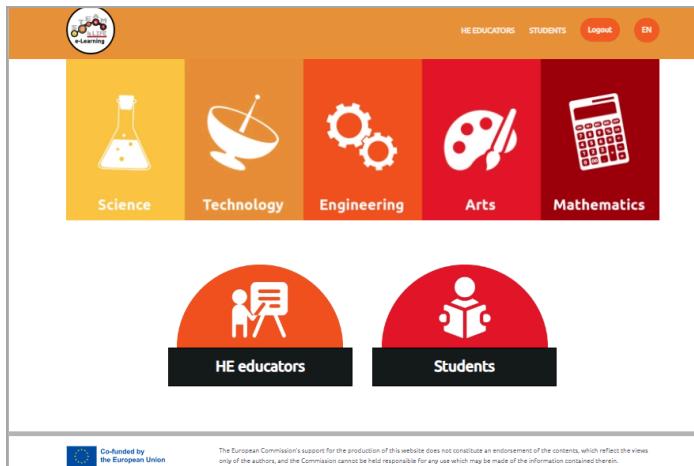 STEAM
ALIVE
e-Learning
HE EDUCATORS STUDENTS Logout EN
Science Technology Engineering Arts Mathematics
HE educators Students
Co-funded by
the European Union
The European Commission's support for the production of this website does not constitute an endorsement of the contents, which reflect the views
only of the authors, and the Commission cannot be held responsible for any use which may be made of the information contained therein.